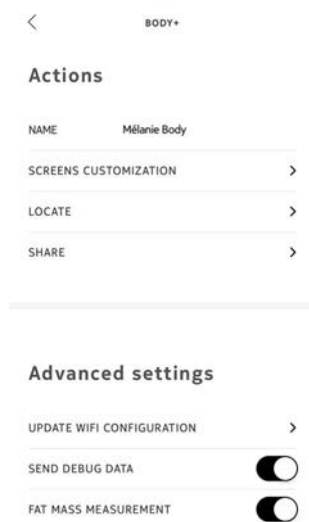 BODY+
Actions
NAME Mélanie Body
SCREENS CUSTOMIZATION
LOCATE
SHARE
Advanced settings
UPDATE WIFI CONFIGURATION
SEND DEBUG DATA
FAT MASS MEASUREMENT